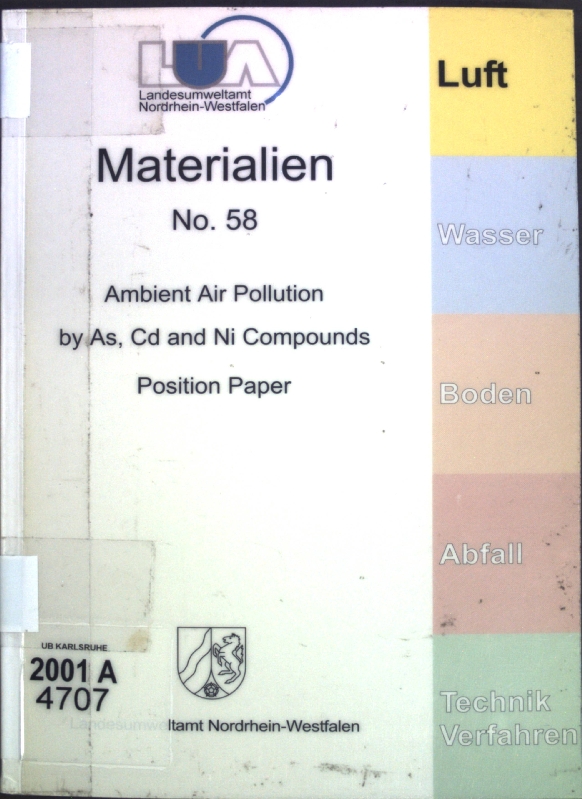 LUA
Landesumweltamt
Nordrhein-Westfalen
Materialien
No. 58
Ambient Air Pollution
by As, Cd and Ni Compounds
Position Paper
Luft
Wasser
Boden
Abfall
Technik
Verfahren
UB KARLSRUHE
2001 A
4707
Landesumweltamt Nordrhein-Westfalen